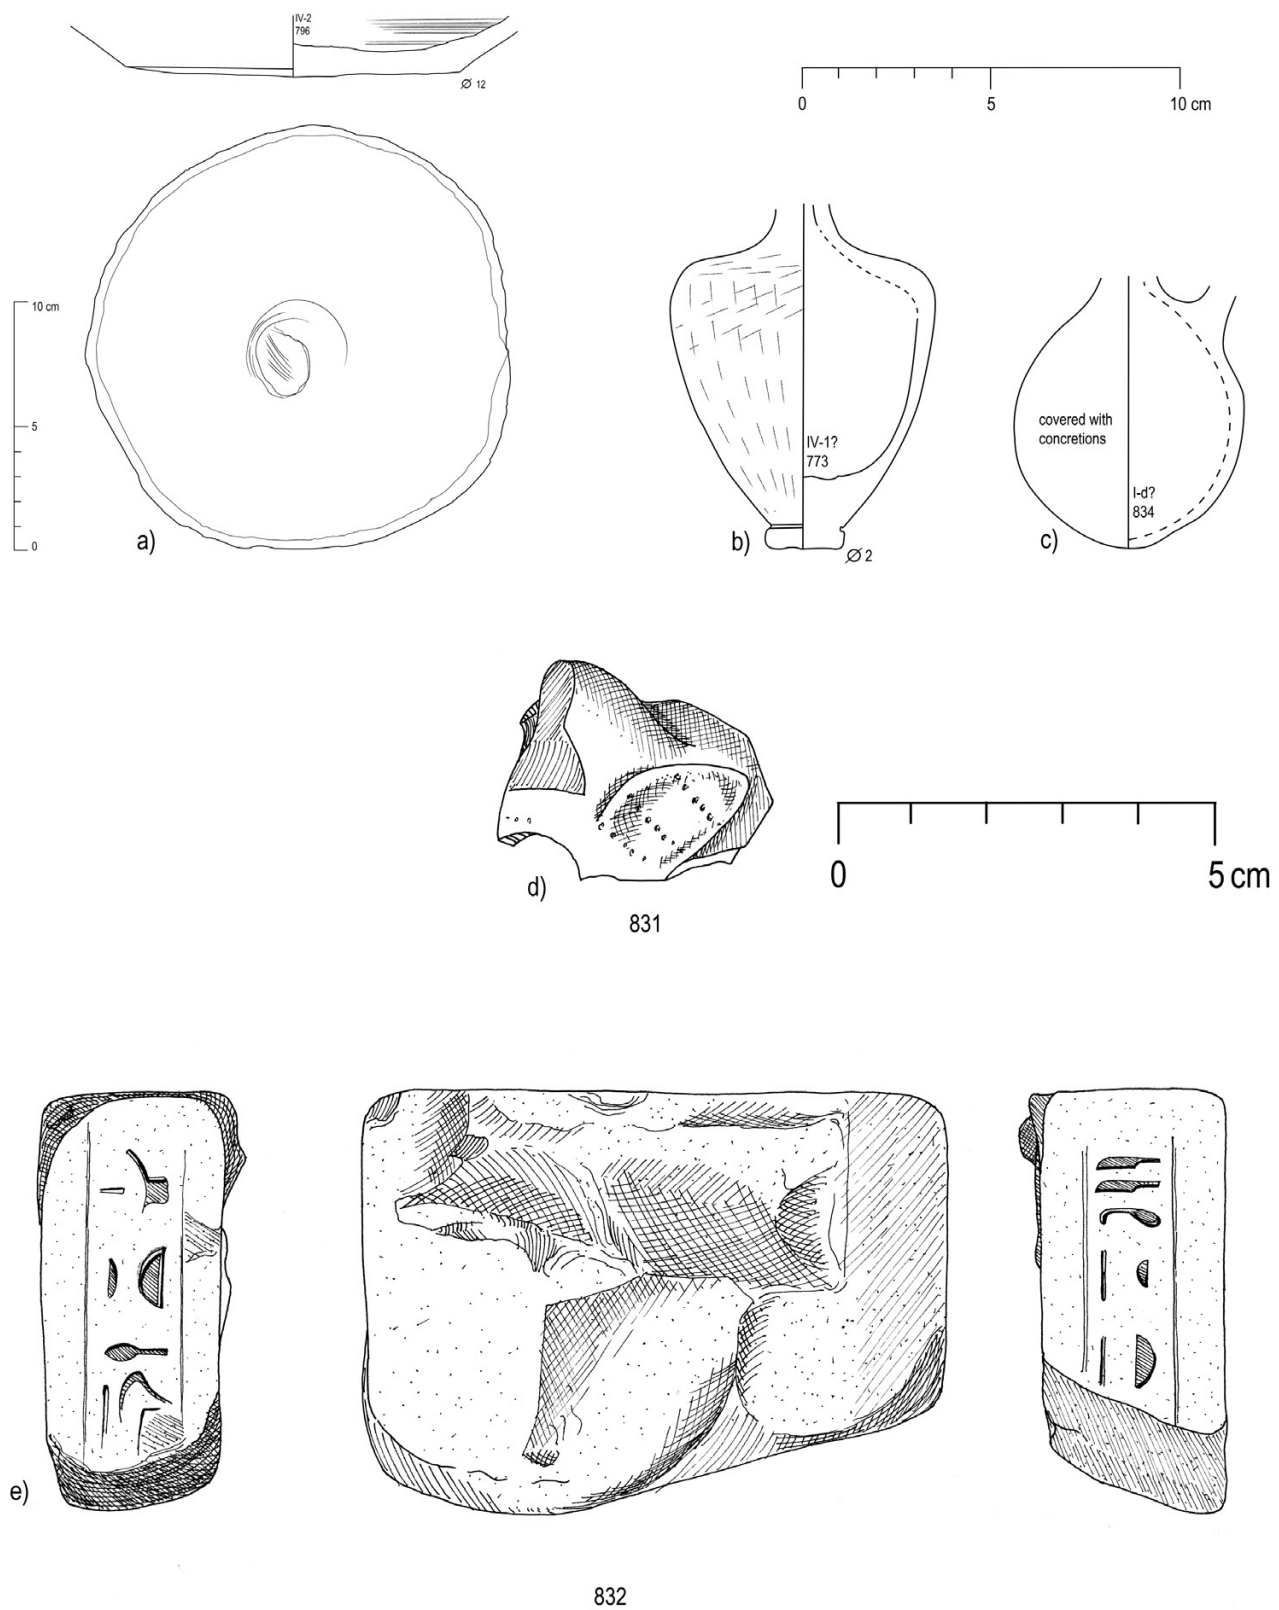 IV-2
796
Ø 12
0 5 10 cm
10 cm
5
0
a)
IV-1?
773
b)
Ø 2
covered with
concretions
I-d?
834
c)
d)
831
0 5 cm
e)
832